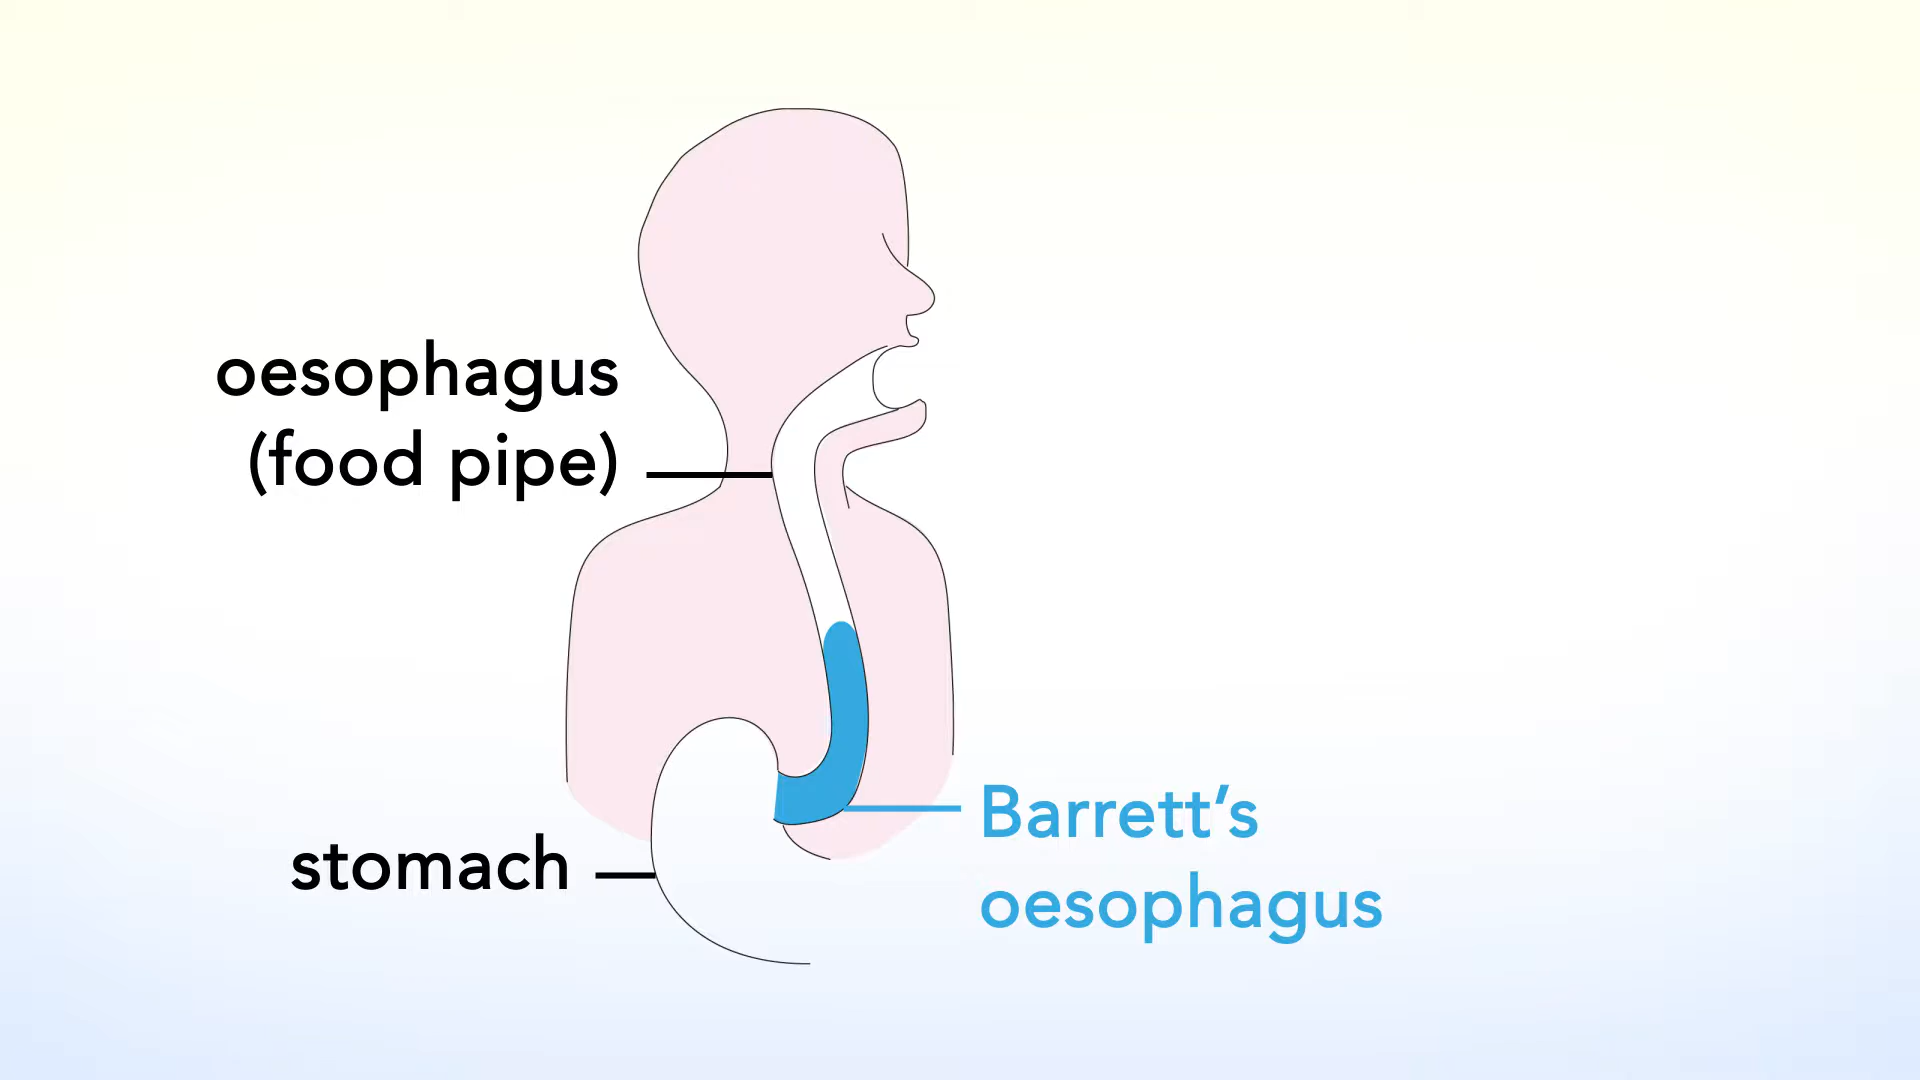 oesophagus
(food pipe)
stomach
Barrett’s
oesophagus